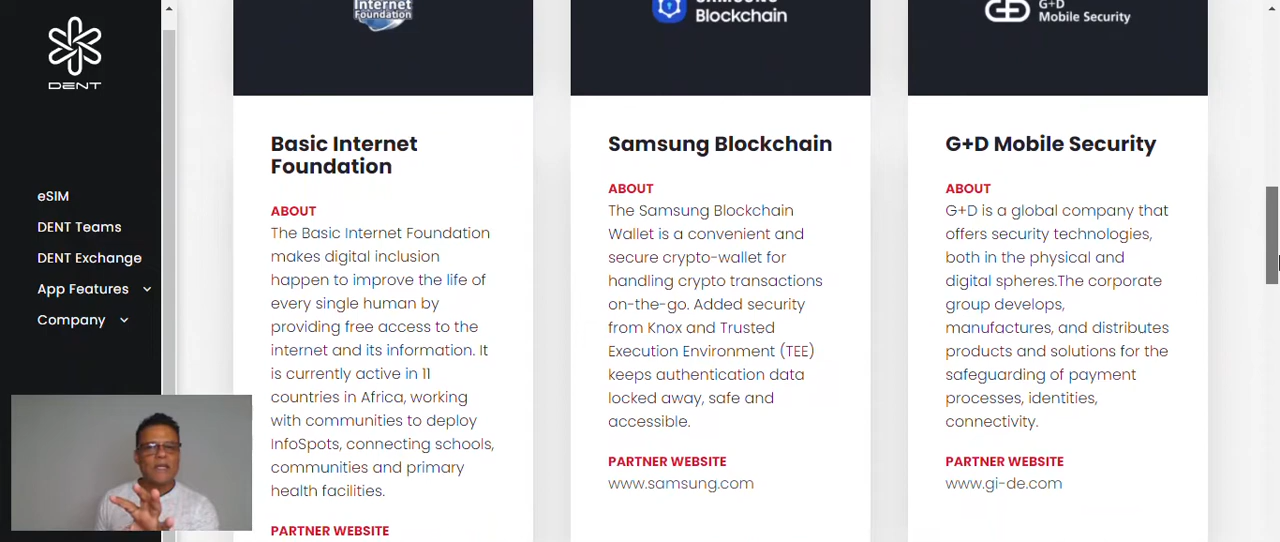 DENT
eSIM
DENT Teams
DENT Exchange
App Features
Company
Internet
Foundation
Basic Internet
Foundation
ABOUT
The Basic Internet Foundation
makes digital inclusion
happen to improve the life of
every single human by
providing free access to the
internet and its information. It
is currently active in 11
countries in Africa, working
with communities to deploy
InfoSpots, connecting schools,
communities and primary
health facilities.
PARTNER WEBSITE
SAMSUNG
Blockchain
Samsung Blockchain
ABOUT
The Samsung Blockchain
Wallet is a convenient and
secure crypto-wallet for
handling crypto transactions
on-the-go. Added security
from Knox and Trusted
Execution Environment (TEE)
keeps authentication data
locked away, safe and
accessible.
PARTNER WEBSITE
www.samsung.com
G+D
Mobile Security
G+D Mobile Security
ABOUT
G+D is a global company that
offers security technologies,
both in the physical and
digital spheres.The corporate
group develops,
manufactures, and distributes
products and solutions for the
safeguarding of payment
processes, identities,
connectivity.
PARTNER WEBSITE
www.gi-de.com